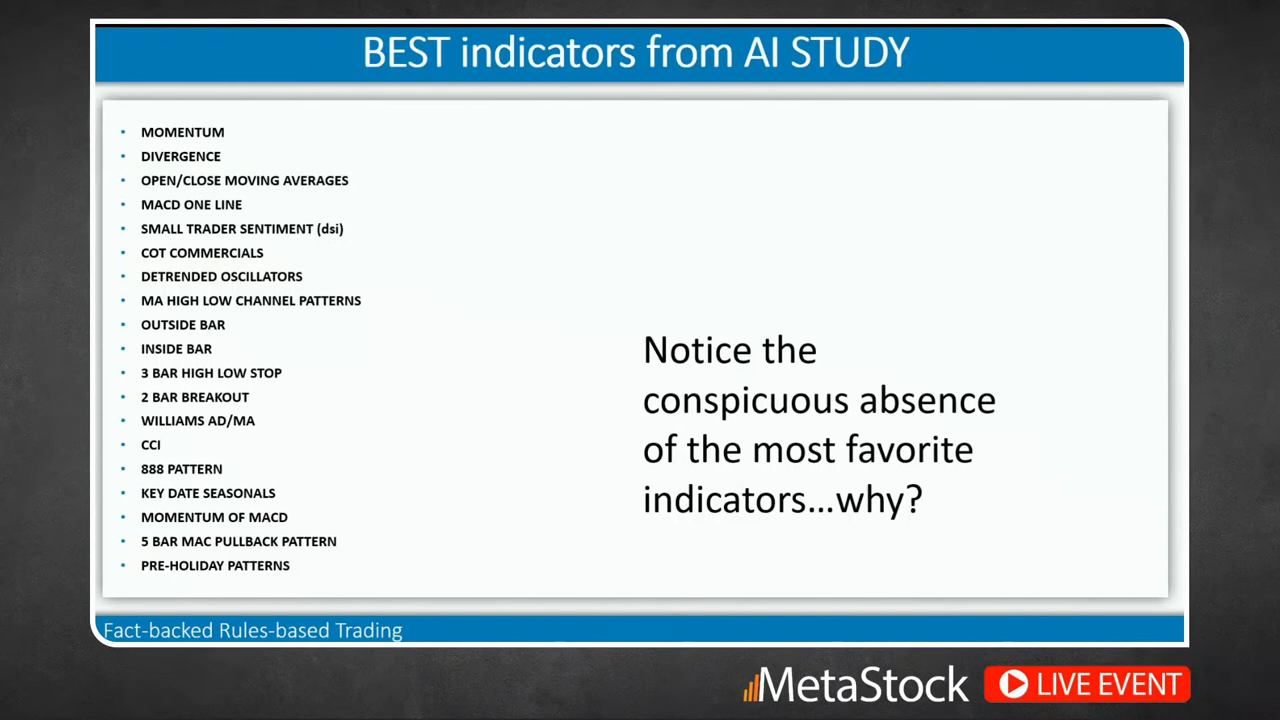 BEST indicators from AI STUDY
• MOMENTUM
• DIVERGENCE
• OPEN/CLOSE MOVING AVERAGES
• MACD ONE LINE
• SMALL TRADER SENTIMENT (dsi)
• COT COMMERCIALS
• DETRENDED OSCILLATORS
• MA HIGH LOW CHANNEL PATTERNS
• OUTSIDE BAR
• INSIDE BAR
• 3 BAR HIGH LOW STOP
• 2 BAR BREAKOUT
• WILLIAMS AD/MA
• CCI
• 888 PATTERN
• KEY DATE SEASONALS
• MOMENTUM OF MACD
• 5 BAR MAC PULLBACK PATTERN
• PRE-HOLIDAY PATTERNS
Notice the
conspicuous absence
of the most favorite
indicators...why?
Fact-backed Rules-based Trading
MetaStock LIVE EVENT